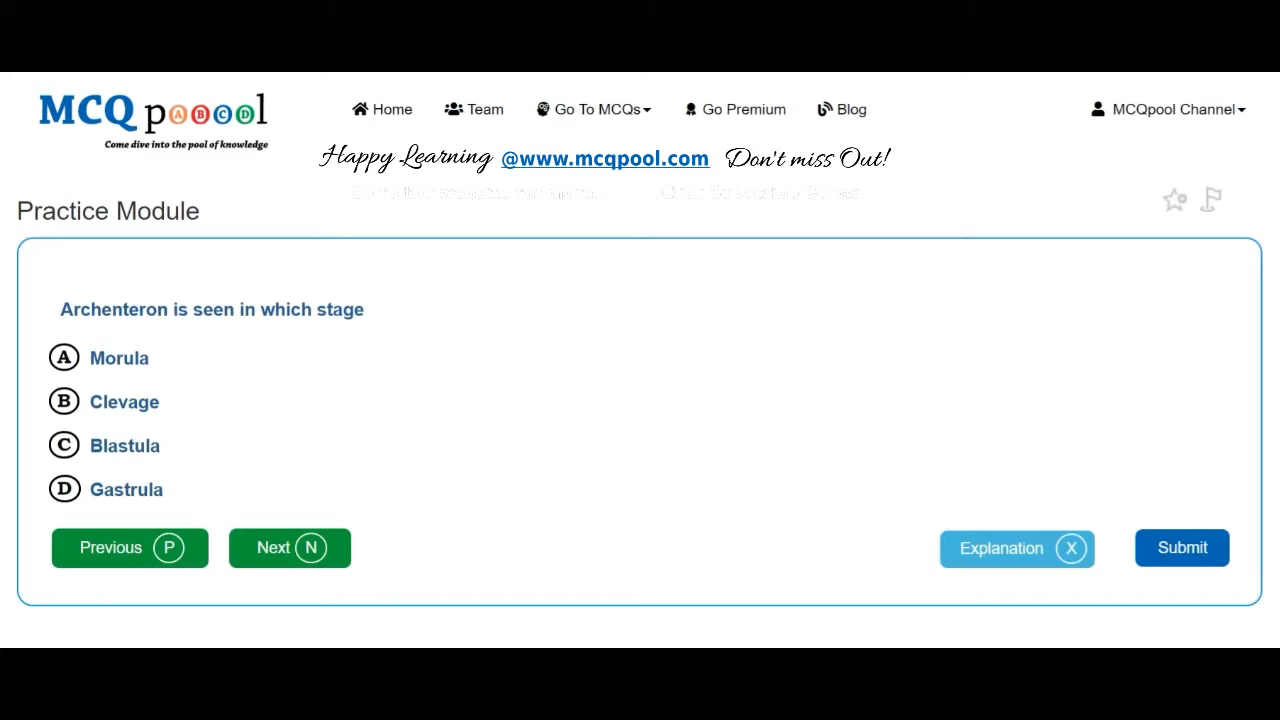 MCQ pooool
Come dive into the pool of knowledge
Home Team Go To MCQs Go Premium Blog MCQpool Channel
Happy Learning @www.mcqpool.com Don't miss Out!
Practice Module
Archenteron is seen in which stage
A Morula
B Clevage
C Blastula
D Gastrula
Previous P Next N Explanation X Submit